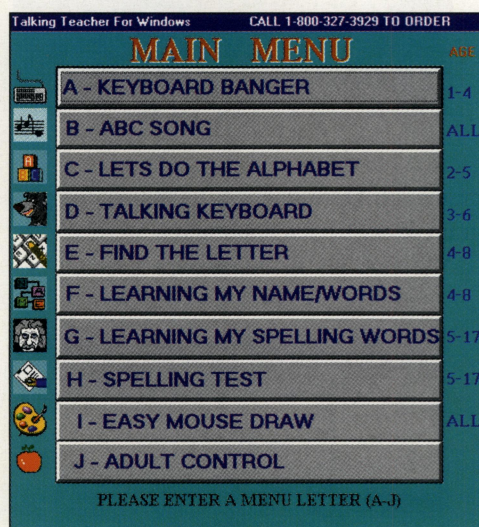 Talking Teacher For Windows CALL 1-800-327-3929 TO ORDER
MAIN MENU AGE
A - KEYBOARD BANGER 1-4
B - ABC SONG ALL
C - LETS DO THE ALPHABET 2-5
D - TALKING KEYBOARD 3-6
E - FIND THE LETTER 4-8
F - LEARNING MY NAME/WORDS 4-8
G - LEARNING MY SPELLING WORDS 5-17
H - SPELLING TEST 5-17
I - EASY MOUSE DRAW ALL
J - ADULT CONTROL
PLEASE ENTER A MENU LETTER (A-J)